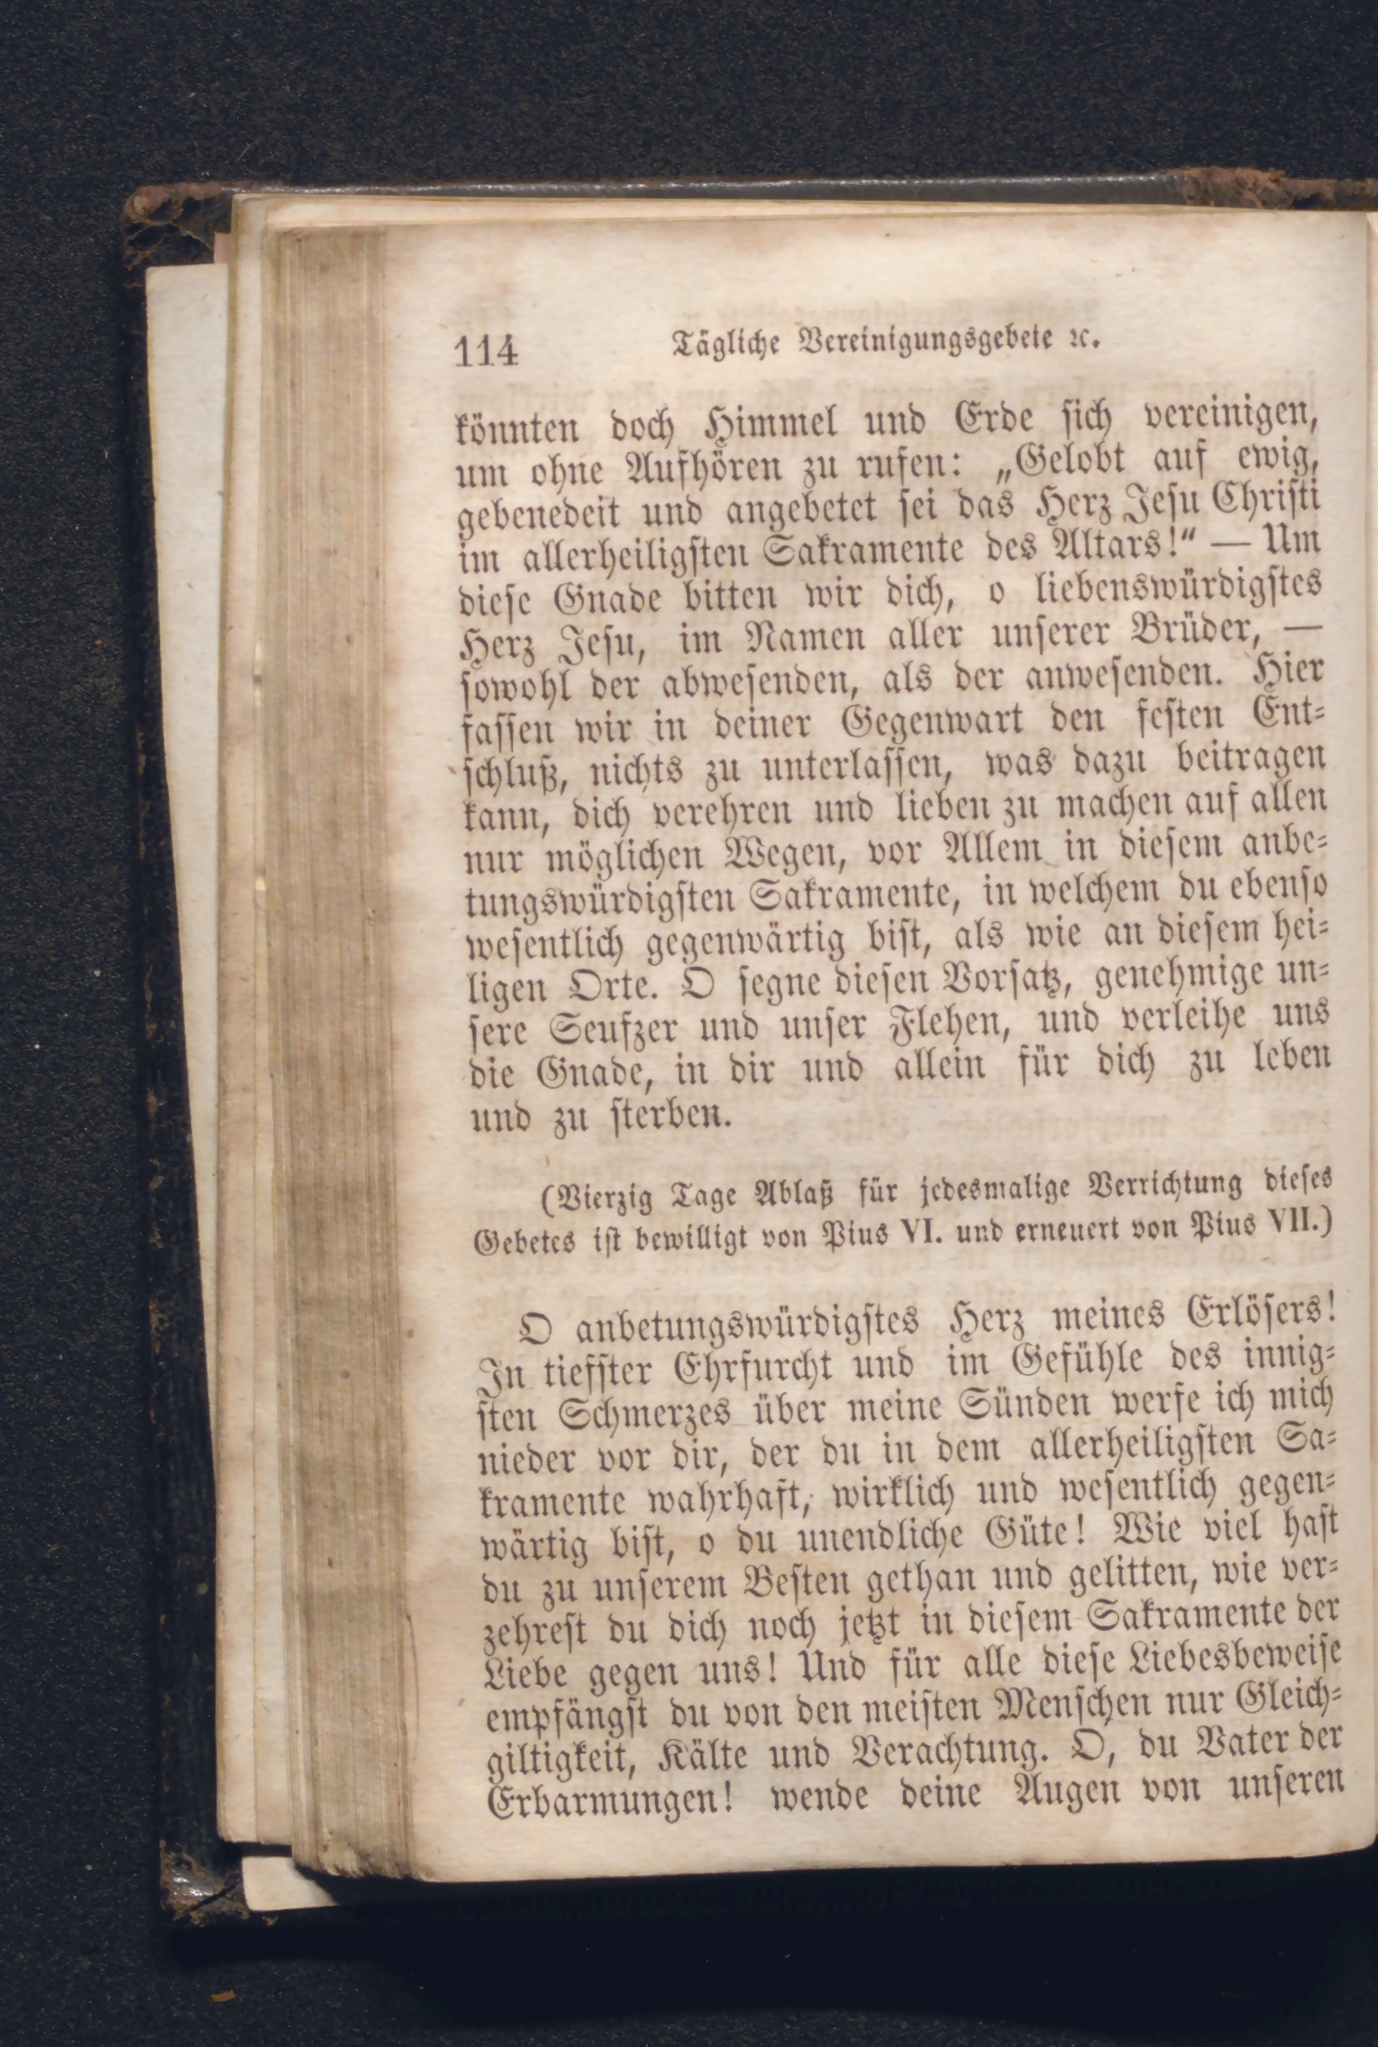 114 Tägliche Vereinigungsgebete ꝛc.
könnten doch Himmel und Erde sich vereinigen,
um ohne Aufhören zu rufen: „Gelobt auf ewig,
gebenedeit und angebetet sei das Herz Jesu Christi
im allerheiligsten Sakramente des Altars!“ — Um
diese Gnade bitten wir dich, o liebenswürdigstes
Herz Jesu, im Namen aller unserer Brüder, —
sowohl der abwesenden, als der anwesenden. Hier
fassen wir in deiner Gegenwart den festen Ent-
schluß, nichts zu unterlassen, was dazu beitragen
kann, dich verehren und lieben zu machen auf allen
nur möglichen Wegen, vor Allem in diesem anbe-
tungswürdigsten Sakramente, in welchem du ebenso
wesentlich gegenwärtig bist, als wie an diesem hei-
ligen Orte. O segne diesen Vorsatz, genehmige un-
sere Seufzer und unser Flehen, und verleihe uns
die Gnade, in dir und allein für dich zu leben
und zu sterben.
(Vierzig Tage Ablaß für jedesmalige Verrichtung dieses
Gebetes ist bewilligt von Pius VI. und erneuert von Pius VII.)
O anbetungswürdigstes Herz meines Erlösers!
In tiefster Ehrfurcht und im Gefühle des innig-
sten Schmerzes über meine Sünden werfe ich mich
nieder vor dir, der du in dem allerheiligsten Sa-
kramente wahrhaft, wirklich und wesentlich gegen-
wärtig bist, o du unendliche Güte! Wie viel hast
du zu unserem Besten gethan und gelitten, wie ver-
zehrest du dich noch jetzt in diesem Sakramente der
Liebe gegen uns! Und für alle diese Liebesbeweise
empfängst du von den meisten Menschen nur Gleich-
giltigkeit, Kälte und Verachtung. O, du Vater der
Erbarmungen! wende deine Augen von unseren